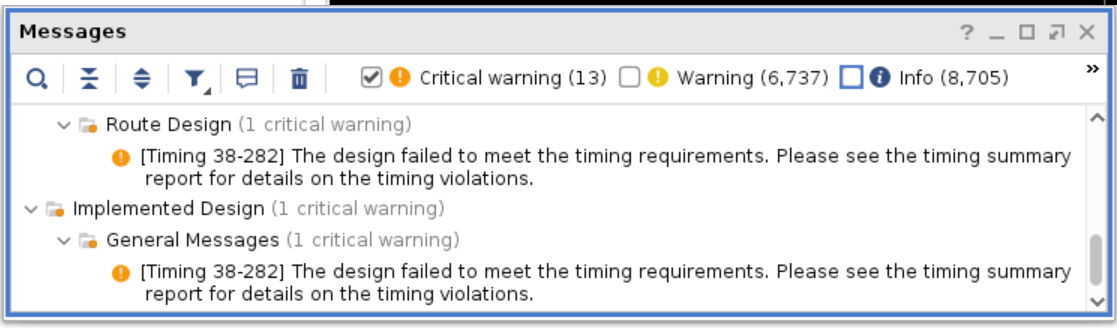 Messages
Critical warning (13) Warning (6,737) Info (8,705)
Route Design (1 critical warning)
[Timing 38-282] The design failed to meet the timing requirements. Please see the timing summary
report for details on the timing violations.
Implemented Design (1 critical warning)
General Messages (1 critical warning)
[Timing 38-282] The design failed to meet the timing requirements. Please see the timing summary
report for details on the timing violations.